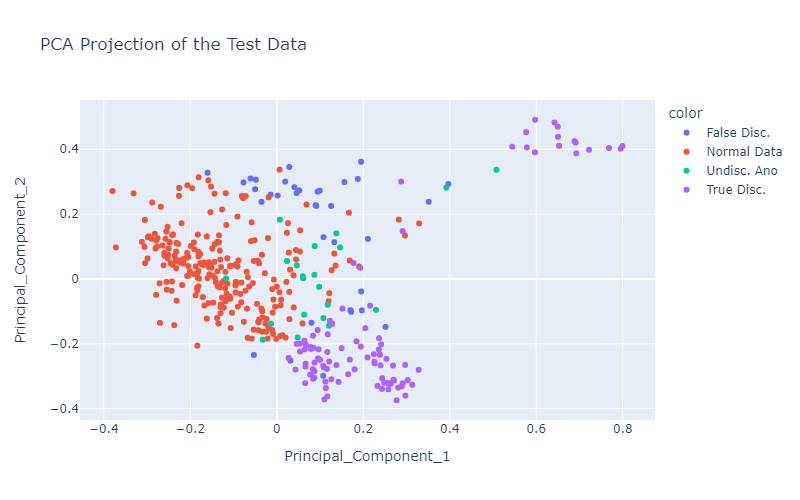 PCA Projection of the Test Data
color
False Disc.
Normal Data
Undisc. Ano
True Disc.
Principal_Component_2
0.4
0.2
0
−0.2
−0.4
−0.4
−0.2
0
0.2
0.4
0.6
0.8
Principal_Component_1